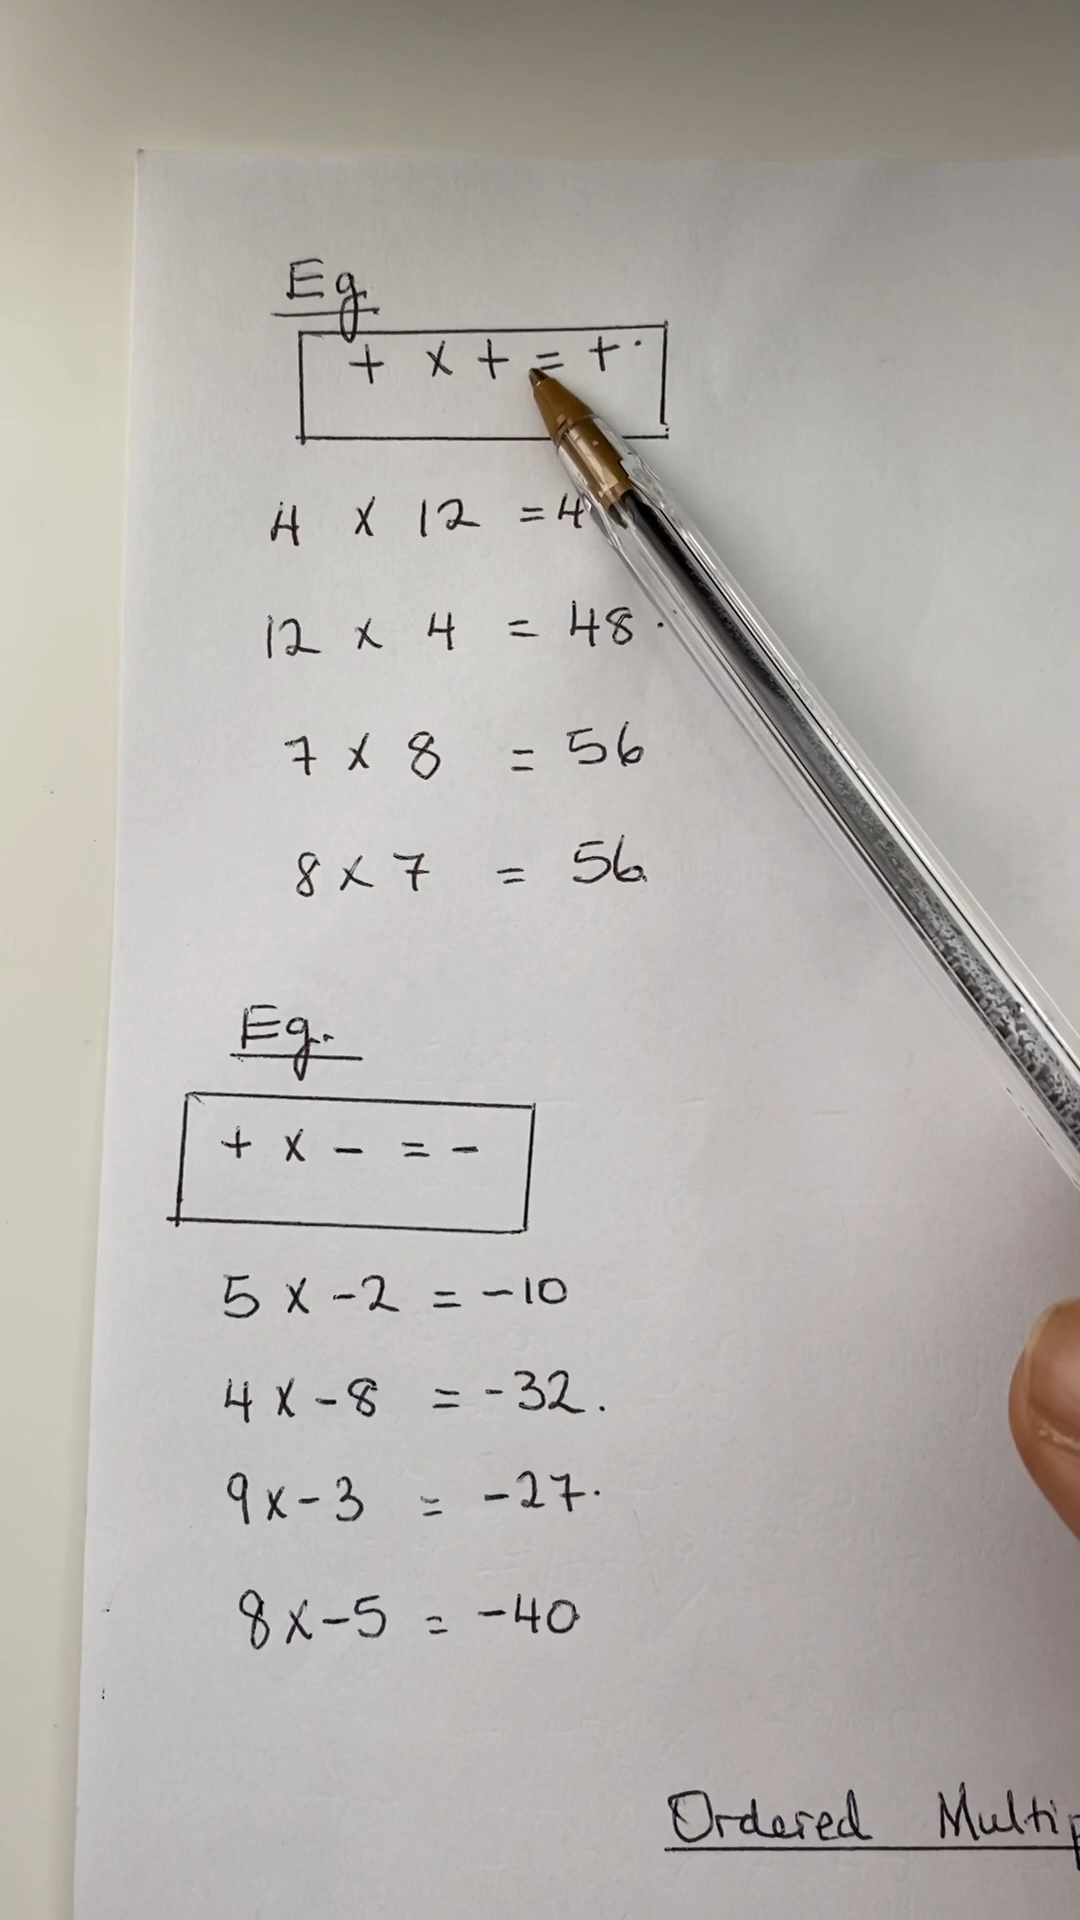 Eg
+ x + = +.
4 x 12 = 4
12 x 4 = 48.
7 x 8 = 56
8 x 7 = 56.
Eg.
+ x - = -
5 x -2 = -10
4 x -8 = -32.
9 x -3 = -27.
8 x -5 = -40
Ordered